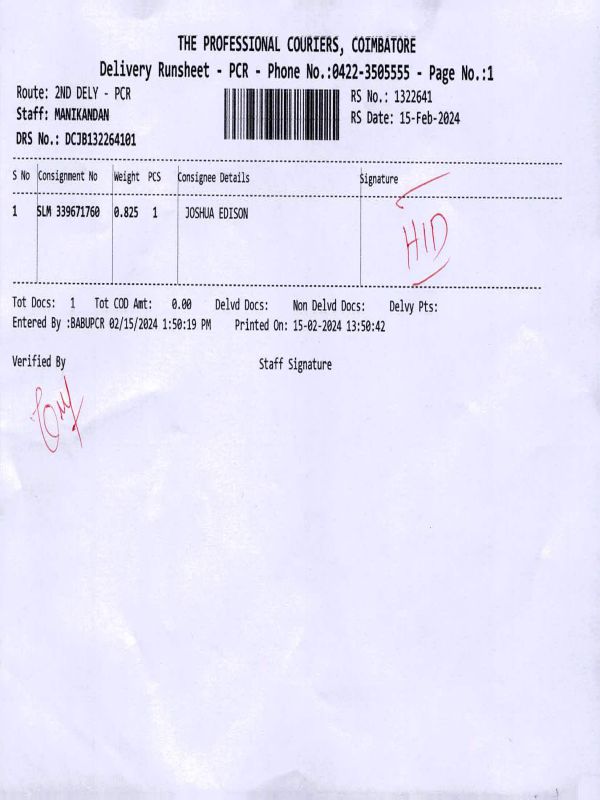 THE PROFESSIONAL COURIERS, COIMBATORE
Delivery Runsheet - PCR - Phone No.:0422-3505555 - Page No.:1
Route: 2ND DELY - PCR
RS No.: 1322641
Staff: MANIKANDAN
RS Date: 15-Feb-2024
DRS No.: DCJB132264101
S No Consignment No Weight PCS Consignee Details Signature
1 SLM 339671760 0.825 1 JOSHUA EDISON
HID
Tot Docs: 1 Tot COD Amt: 0.00 Delvd Docs: Non Delvd Docs: Delvy Pts:
Entered By :BABUPCR 02/15/2024 1:50:19 PM Printed On: 15-02-2024 13:50:42
Verified By Staff Signature